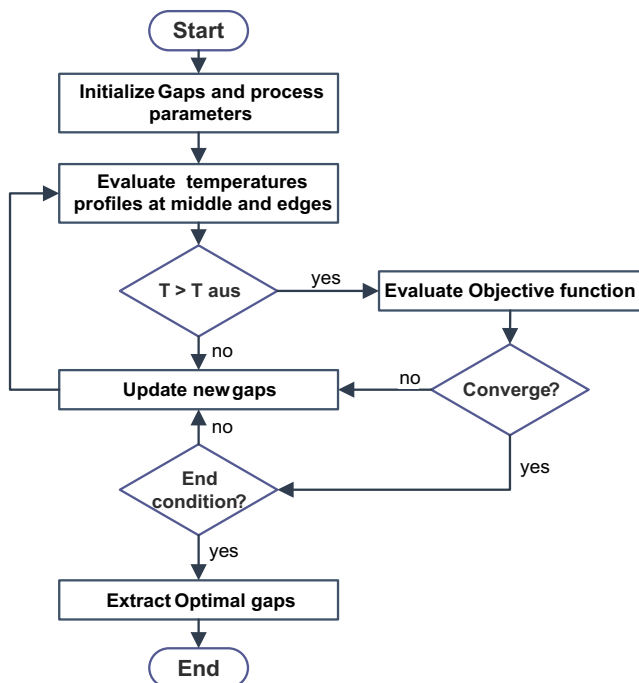 Start
Initialize Gaps and process
parameters
Evaluate temperatures
profiles at middle and edges
T > T aus
yes
Evaluate Objective function
no
Update new gaps
no
Converge?
no
yes
End
condition?
yes
Extract Optimal gaps
End